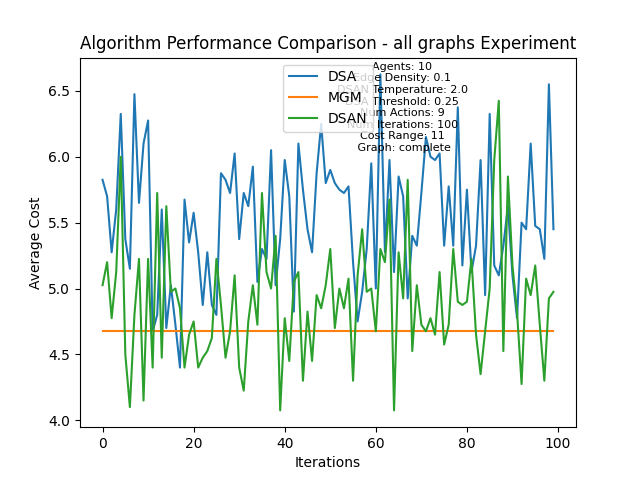 Algorithm Performance Comparison - all graphs Experiment
Agents: 10
Edge Density: 0.1
DSAN Temperature: 2.0
DSA Threshold: 0.25
Num Actions: 9
Num Iterations: 100
Cost Range: 11
Graph: complete
DSA
MGM
DSAN
Average Cost
6.5
6.0
5.5
5.0
4.5
4.0
0
20
40
60
80
100
Iterations